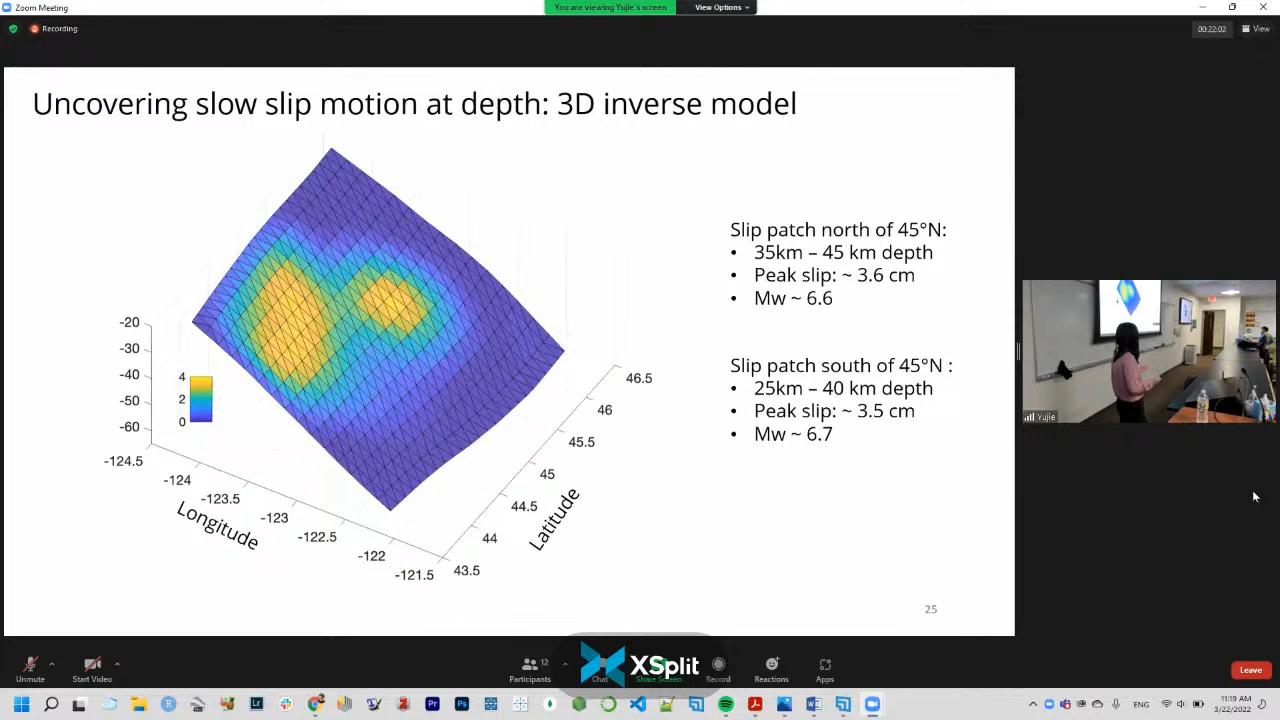 Zoom Meeting
You are viewing Yujie's screen
View Options
Recording
00:22:02
View
Uncovering slow slip motion at depth: 3D inverse model
Slip patch north of 45°N:
• 35km – 45 km depth
• Peak slip: ~ 3.6 cm
• Mw ~ 6.6
Slip patch south of 45°N :
• 25km – 40 km depth
• Peak slip: ~ 3.5 cm
• Mw ~ 6.7
-20
-30
-40
-50
-60
4
2
0
-124.5
-124
-123.5
-123
-122.5
-122
-121.5
Longitude
43.5
44
44.5
45
45.5
46
46.5
Latitude
25
Yujie
XSplit
Unmute
Start Video
12
Participants
Chat
Share Screen
Record
Reactions
Apps
Leave
Lr
Pr
Ps
ENG
11:19 AM
3/22/2022